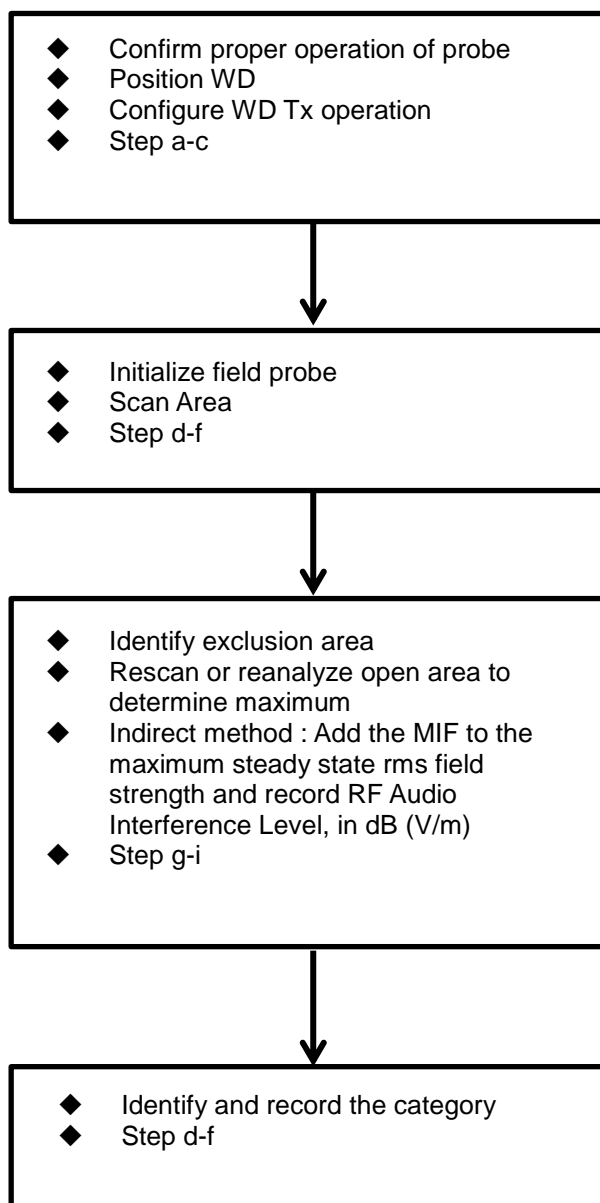 ◆ Confirm proper operation of probe
◆ Position WD
◆ Configure WD Tx operation
◆ Step a-c
◆ Initialize field probe
◆ Scan Area
◆ Step d-f
◆ Identify exclusion area
◆ Rescan or reanalyze open area to
determine maximum
◆ Indirect method : Add the MIF to the
maximum steady state rms field
strength and record RF Audio
Interference Level, in dB (V/m)
◆ Step g-i
◆ Identify and record the category
◆ Step d-f